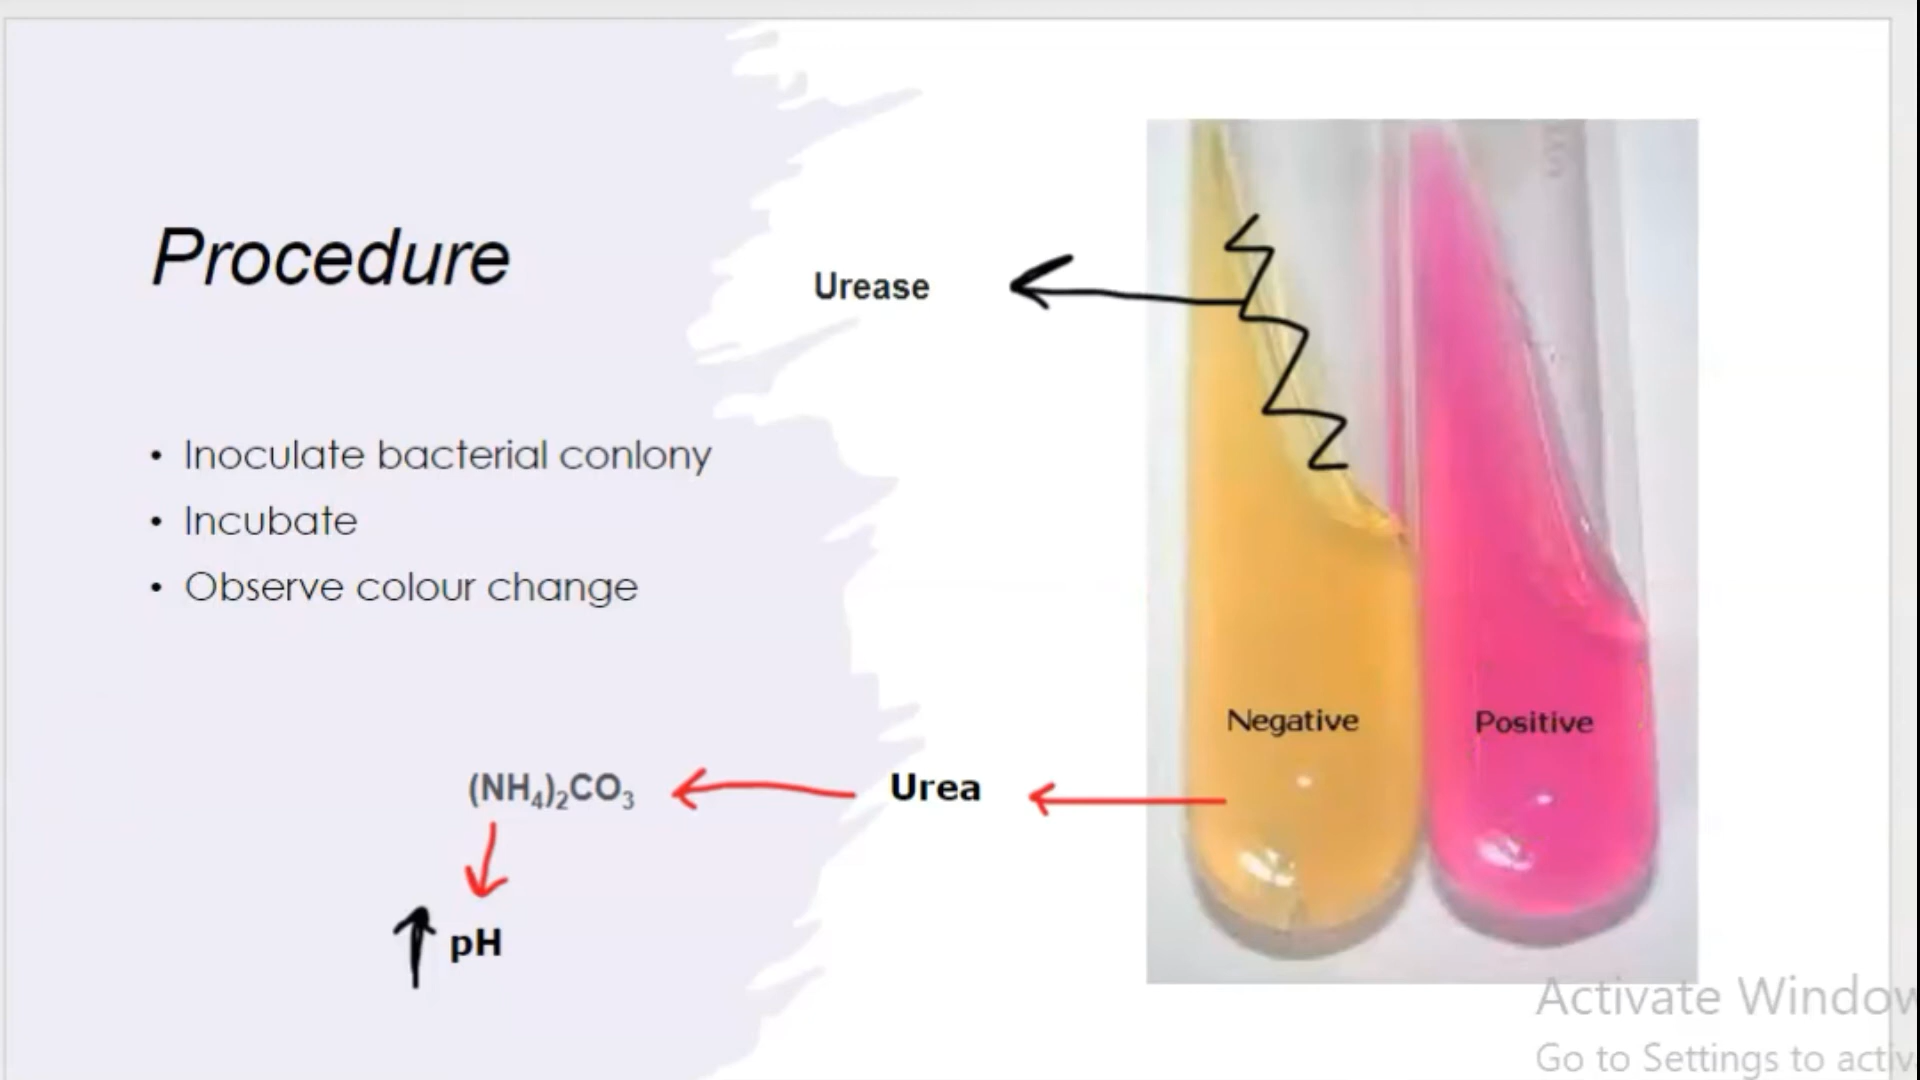 Procedure
Urease
• Inoculate bacterial conlony
• Incubate
• Observe colour change
Negative
Positive
(NH₄)₂CO₃
Urea
pH
Activate Window
Go to Settings to activ